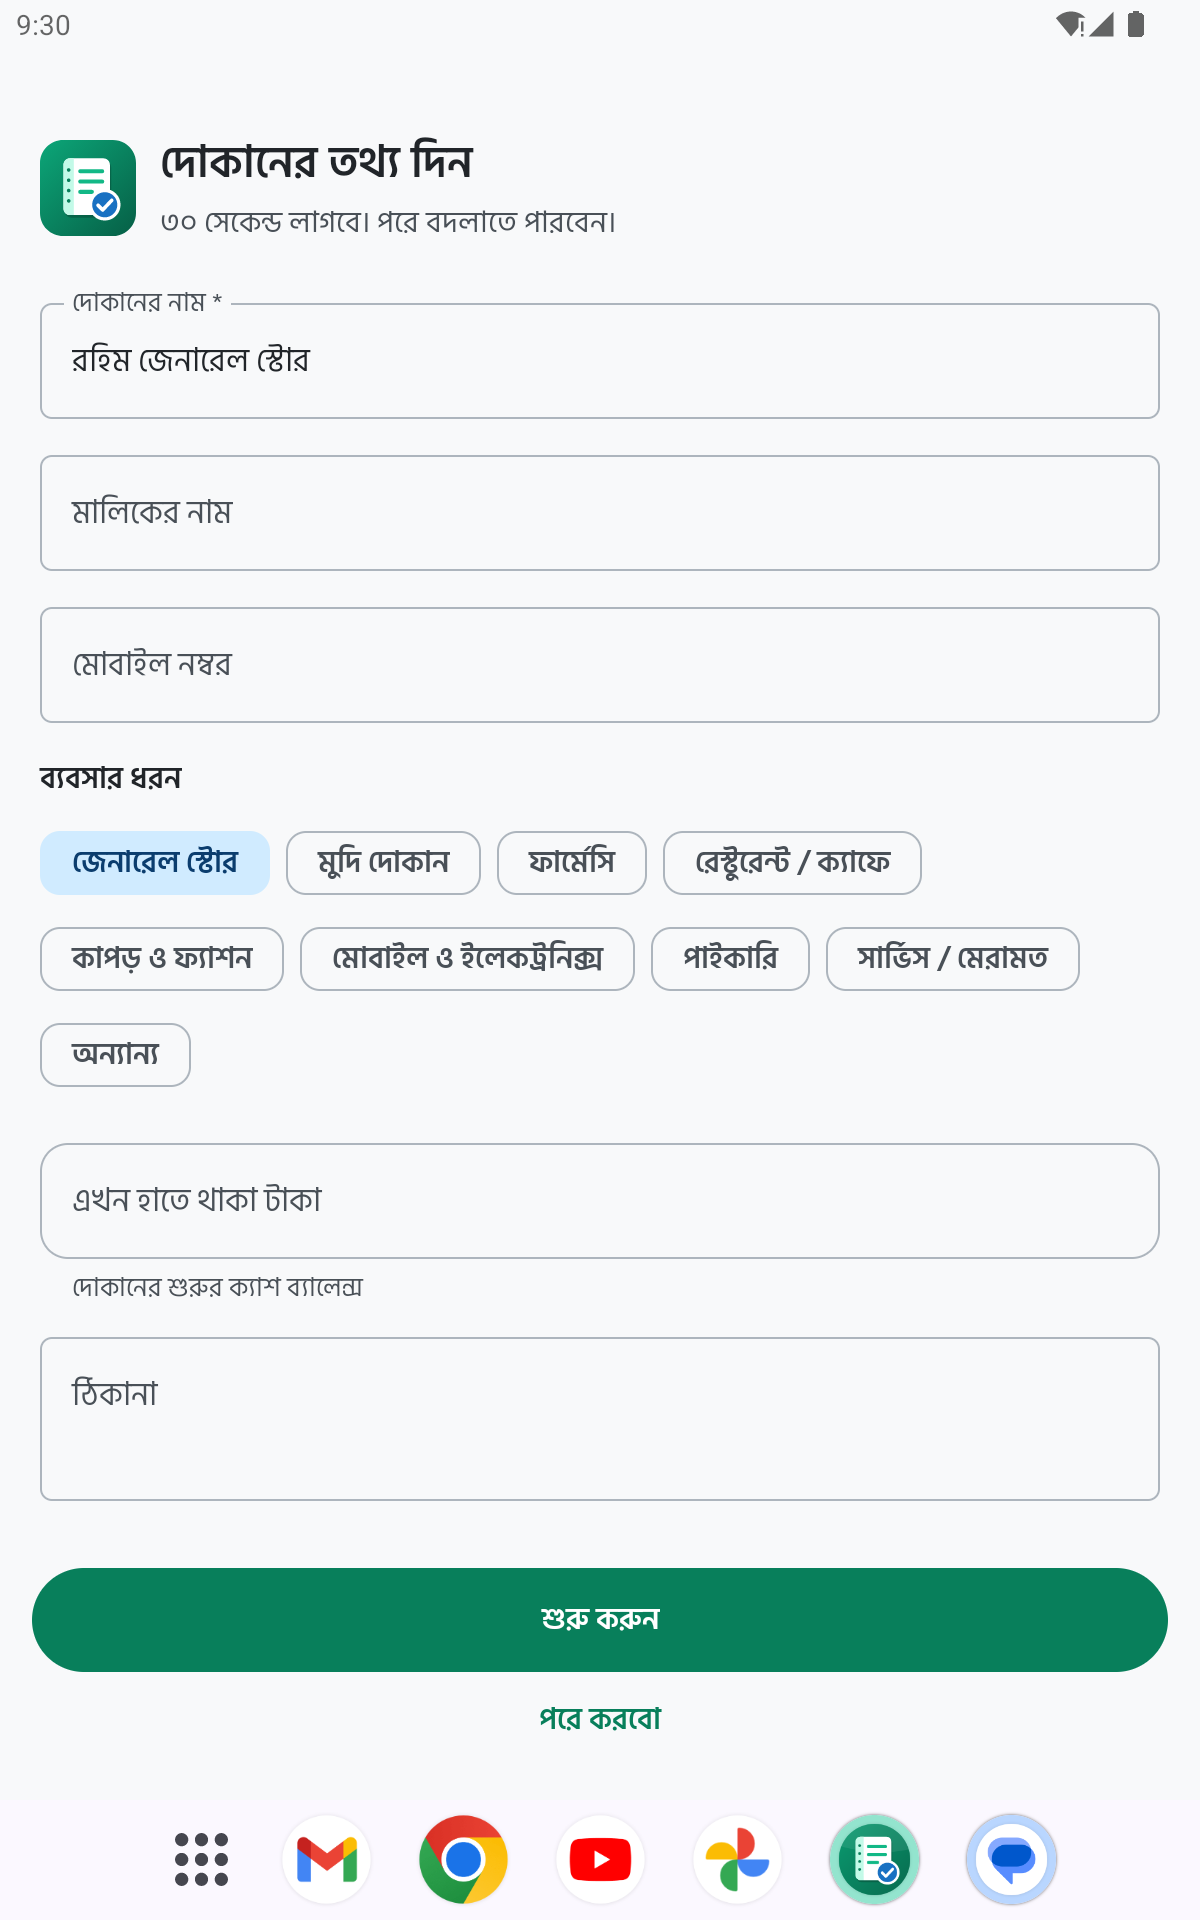 9:30
দোকানের তথ্য দিন
৩০ সেকেন্ড লাগবে। পরে বদলাতে পারবেন।
দোকানের নাম *
রহিম জেনারেল স্টোর
মালিকের নাম
মোবাইল নম্বর
ব্যবসার ধরন
জেনারেল স্টোর মুদি দোকান ফার্মেসি রেস্টুরেন্ট / ক্যাফে
কাপড় ও ফ্যাশন মোবাইল ও ইলেকট্রনিক্স পাইকারি সার্ভিস / মেরামত
অন্যান্য
এখন হাতে থাকা টাকা
দোকানের শুরুর ক্যাশ ব্যালেন্স
ঠিকানা
শুরু করুন
পরে করবো